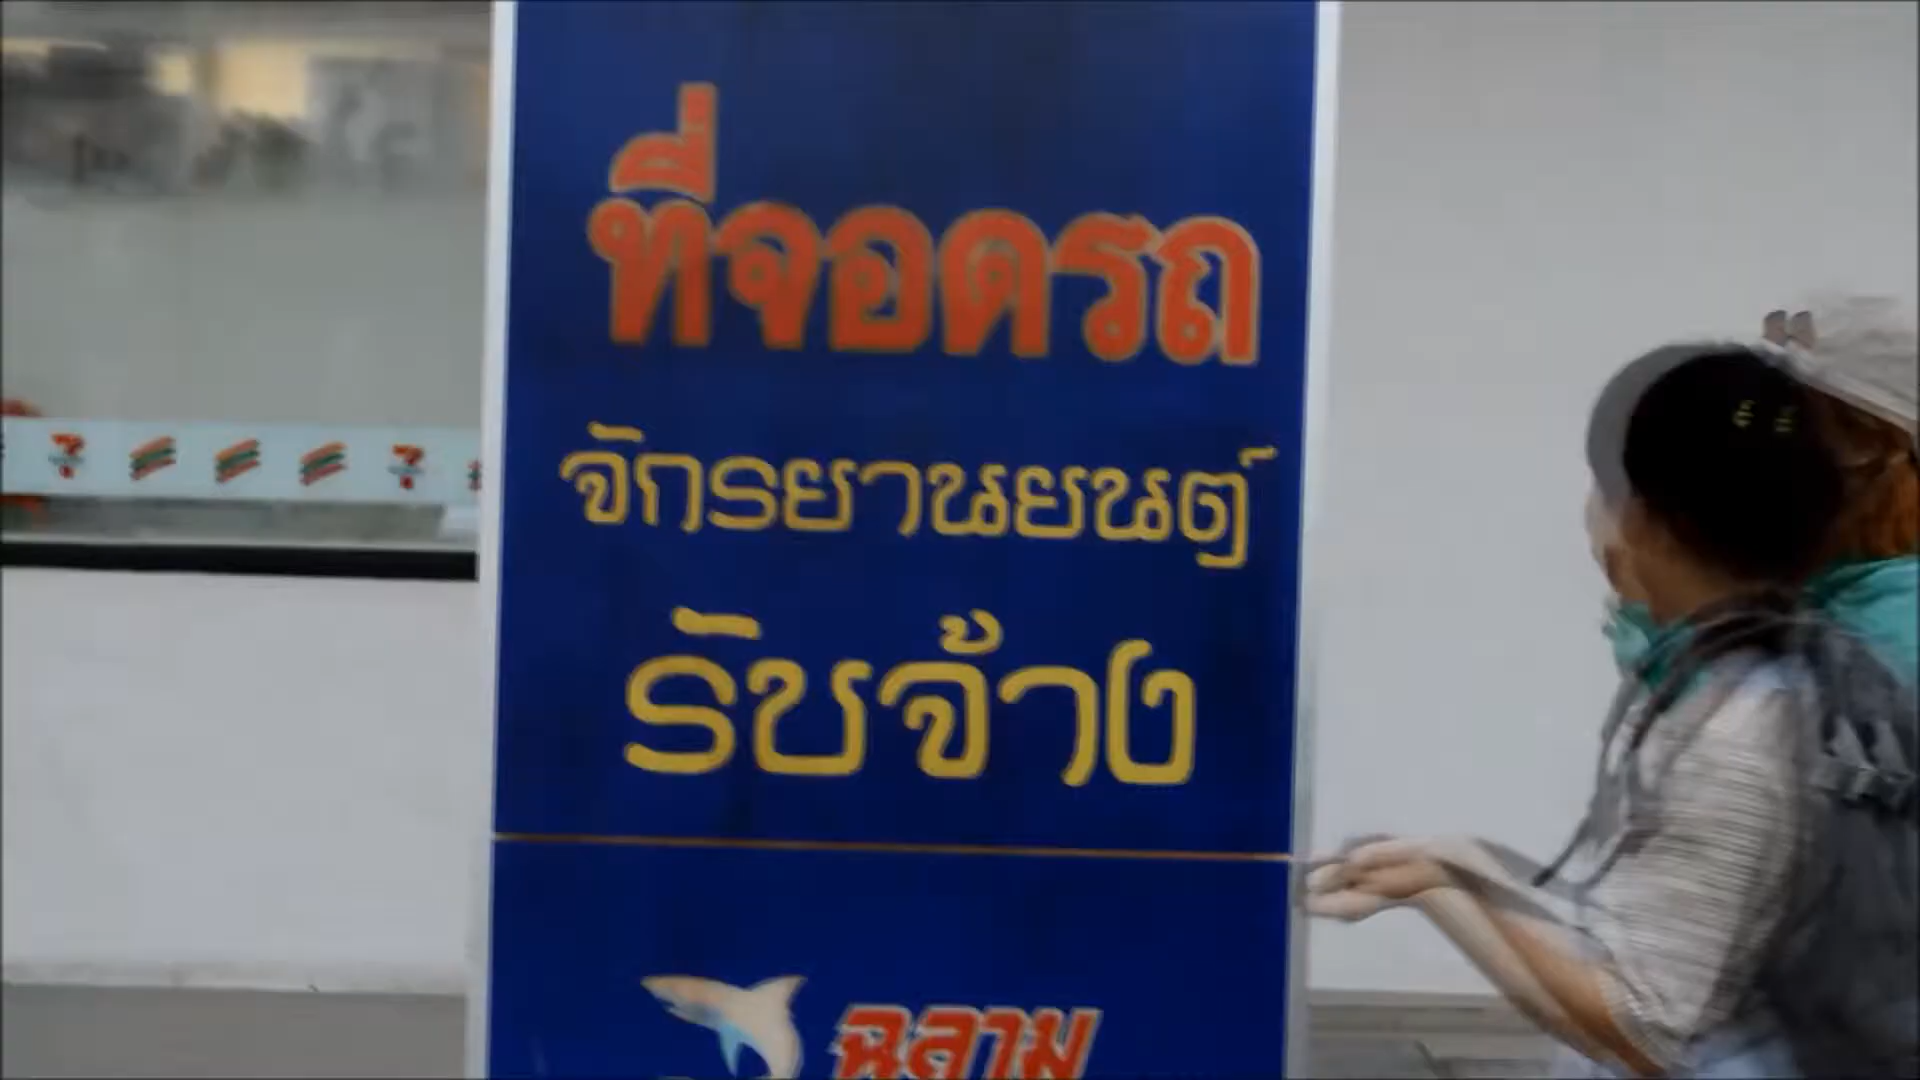 ที่จอดรถ
จักรยานยนต์
รับจ้าง
ฉลาม